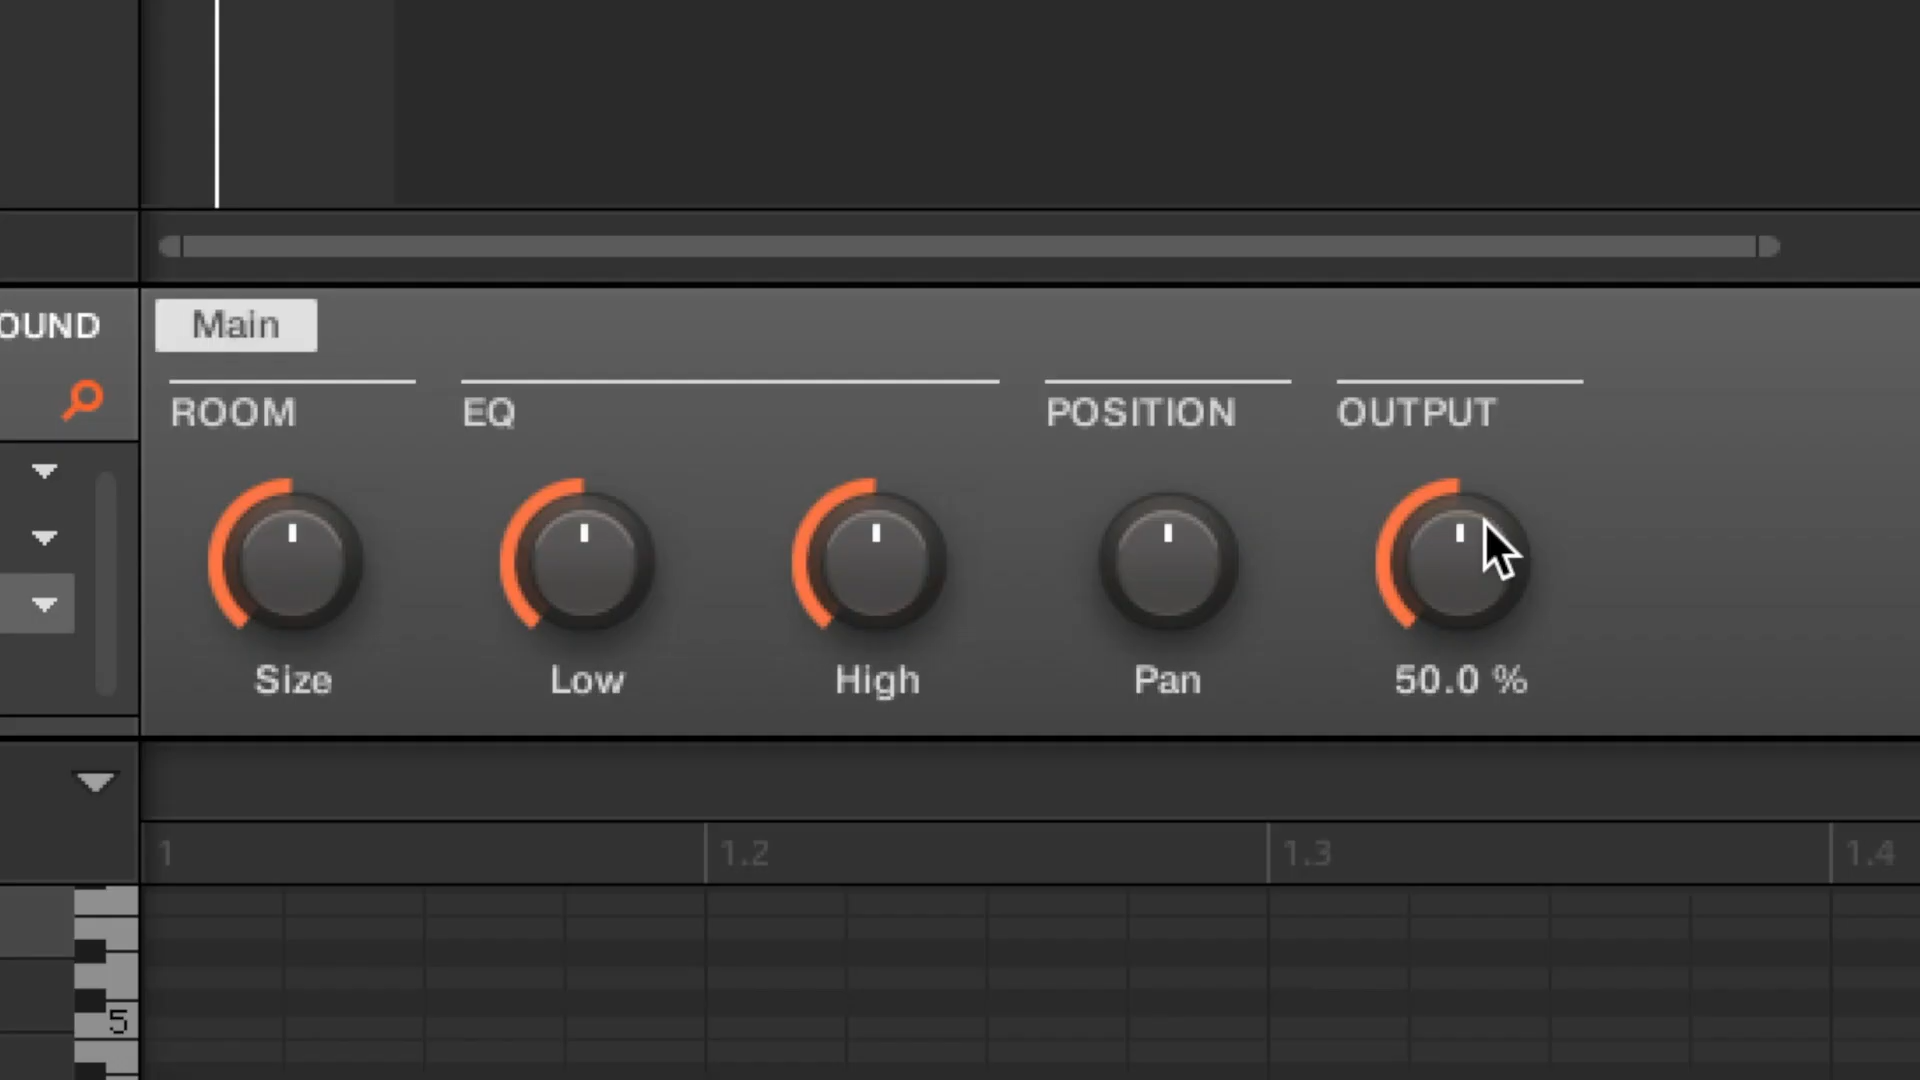 OUND
Main
ROOM
EQ
POSITION
OUTPUT
Size
Low
High
Pan
50.0 %
1
1.2
1.3
1.4
5